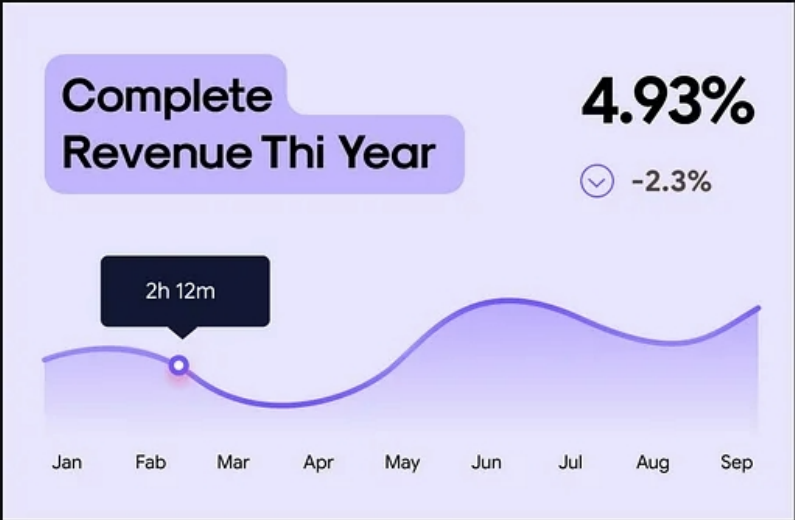 Complete
Revenue Thi Year
4.93%
-2.3%
2h 12m
Jan Fab Mar Apr May Jun Jul Aug Sep